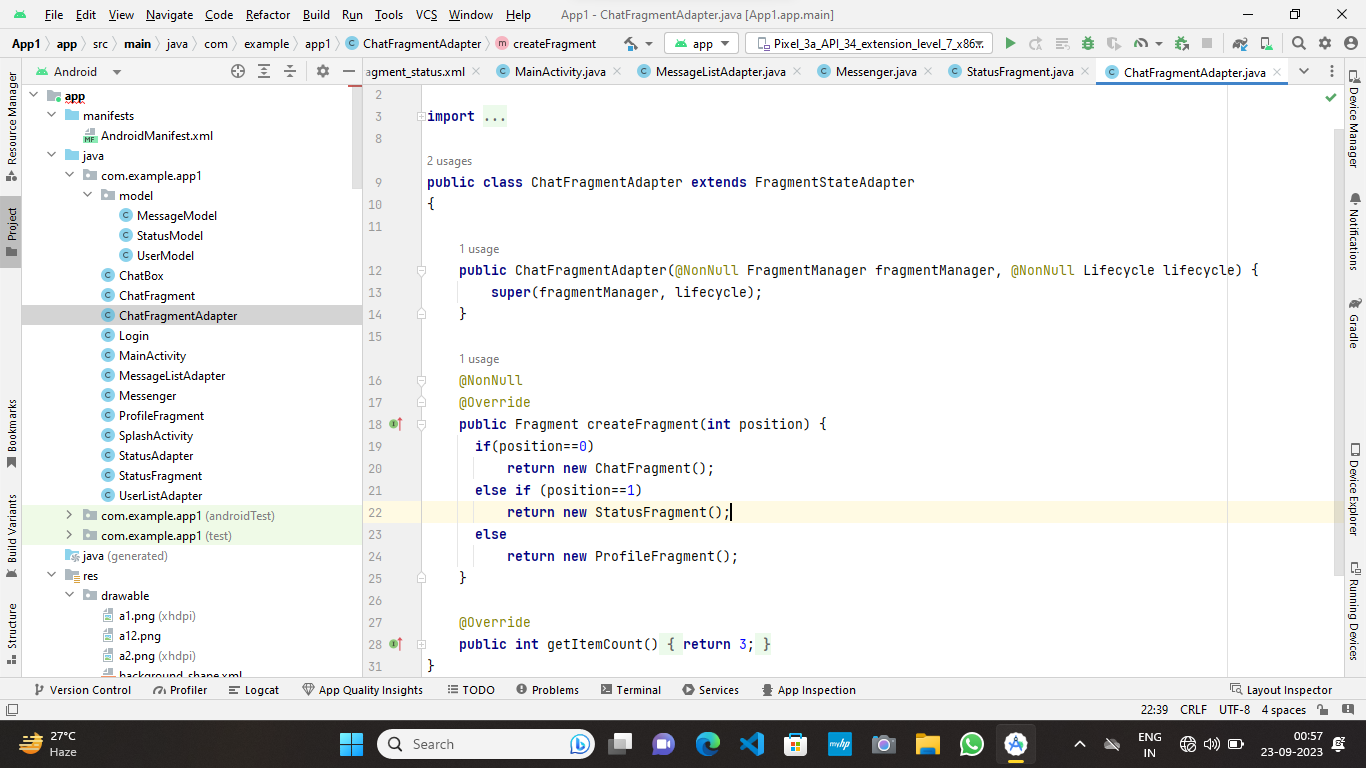 File Edit View Navigate Code Refactor Build Run Tools VCS Window Help App1 - ChatFragmentAdapter.java [App1.app.main]
App1 app src main java com example app1 ChatFragmentAdapter createFragment app Pixel_3a_API_34_extension_level_7_x86...
Android
agment_status.xml MainActivity.java MessageListAdapter.java Messenger.java StatusFragment.java ChatFragmentAdapter.java
Resource Manager
Project
Bookmarks
Build Variants
Structure
app
manifests
AndroidManifest.xml
java
com.example.app1
model
MessageModel
StatusModel
UserModel
ChatBox
ChatFragment
ChatFragmentAdapter
Login
MainActivity
MessageListAdapter
Messenger
ProfileFragment
SplashActivity
StatusAdapter
StatusFragment
UserListAdapter
com.example.app1 (androidTest)
com.example.app1 (test)
java (generated)
res
drawable
a1.png (xhdpi)
a12.png
a2.png (xhdpi)
background_shape.xml
2
3 import ...
8
2 usages
9 public class ChatFragmentAdapter extends FragmentStateAdapter
10 {
11
1 usage
12 public ChatFragmentAdapter(@NonNull FragmentManager fragmentManager, @NonNull Lifecycle lifecycle) {
13 super(fragmentManager, lifecycle);
14 }
15
1 usage
16 @NonNull
17 @Override
18 public Fragment createFragment(int position) {
19 if(position==0)
20 return new ChatFragment();
21 else if (position==1)
22 return new StatusFragment();
23 else
24 return new ProfileFragment();
25 }
26
27 @Override
28 public int getItemCount() { return 3; }
31 }
Device Manager
Notifications
Gradle
Device Explorer
Running Devices
Version Control Profiler Logcat App Quality Insights TODO Problems Terminal Services App Inspection Layout Inspector
22:39 CRLF UTF-8 4 spaces
27°C
Haze
Search
myhp
ENG
IN
00:57
23-09-2023